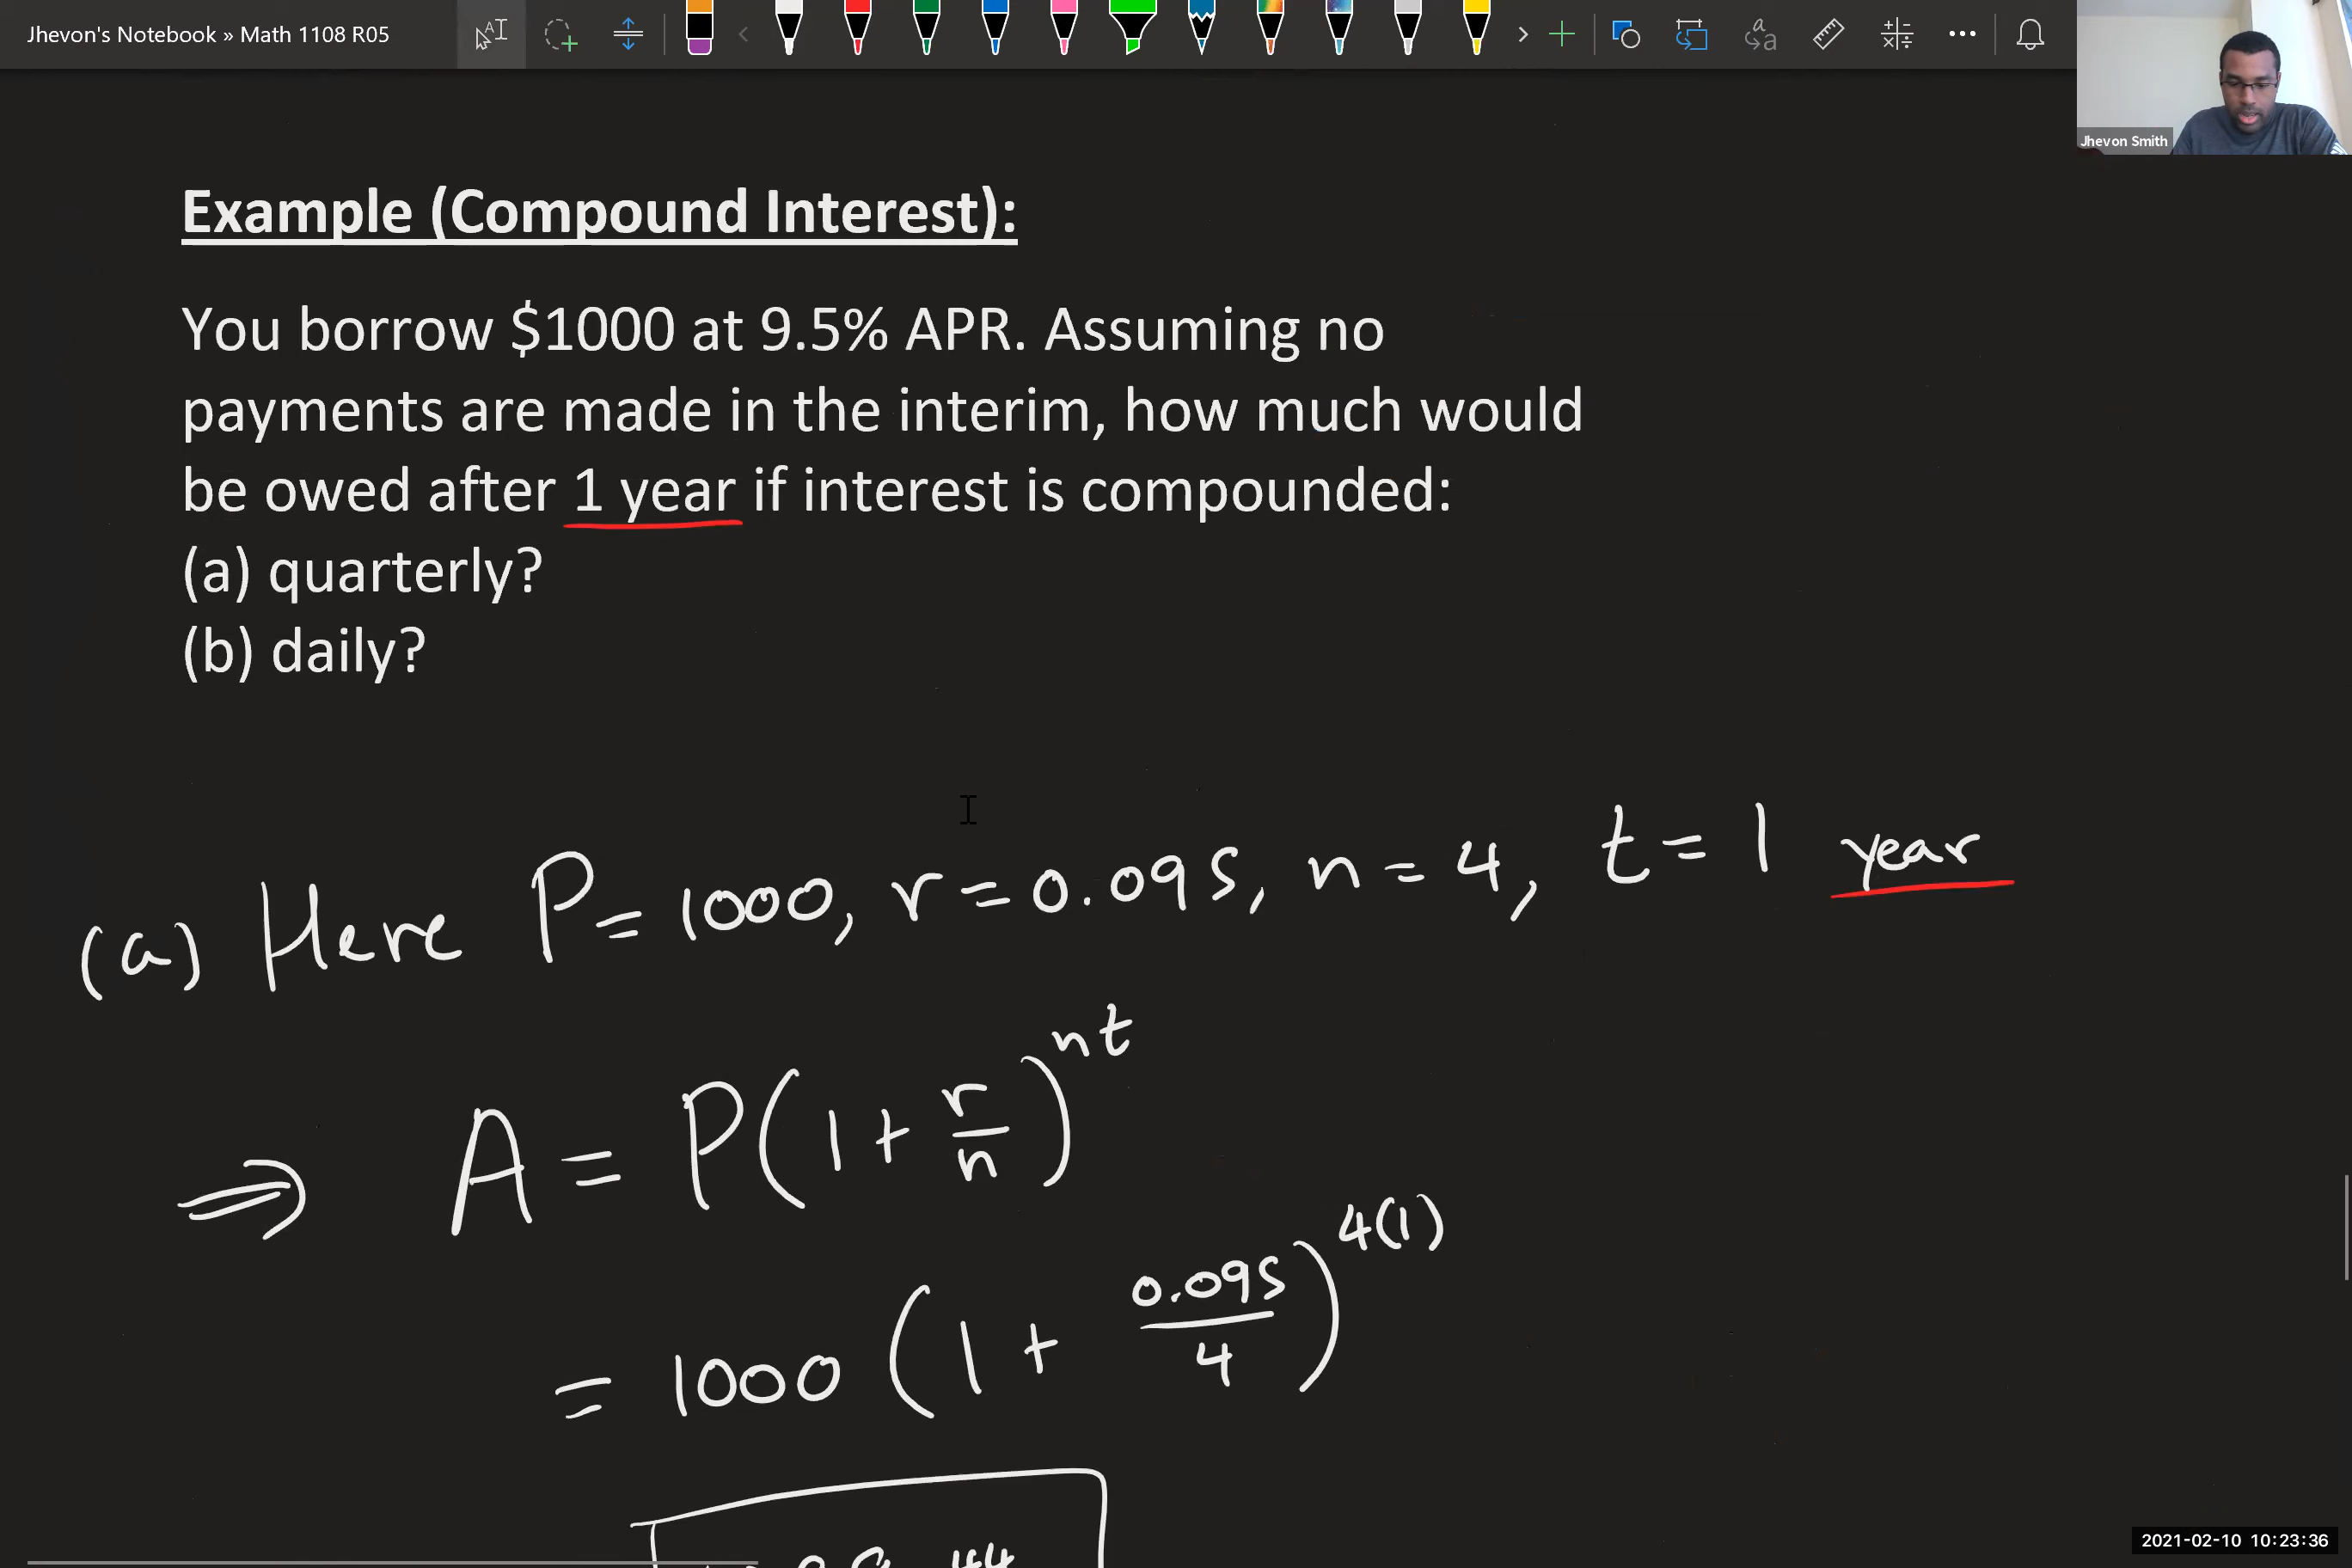 Jhevon's Notebook » Math 1108 R05
Jhevon Smith
Example (Compound Interest):
You borrow $1000 at 9.5% APR. Assuming no
payments are made in the interim, how much would
be owed after 1 year if interest is compounded:
(a) quarterly?
(b) daily?
(a) Here P = 1000, r = 0.095, n = 4, t = 1 year
⇒ A = P(1 + r/n)^nt
= 1000 (1 + 0.095/4)^4(1)
2021-02-10 10:23:36